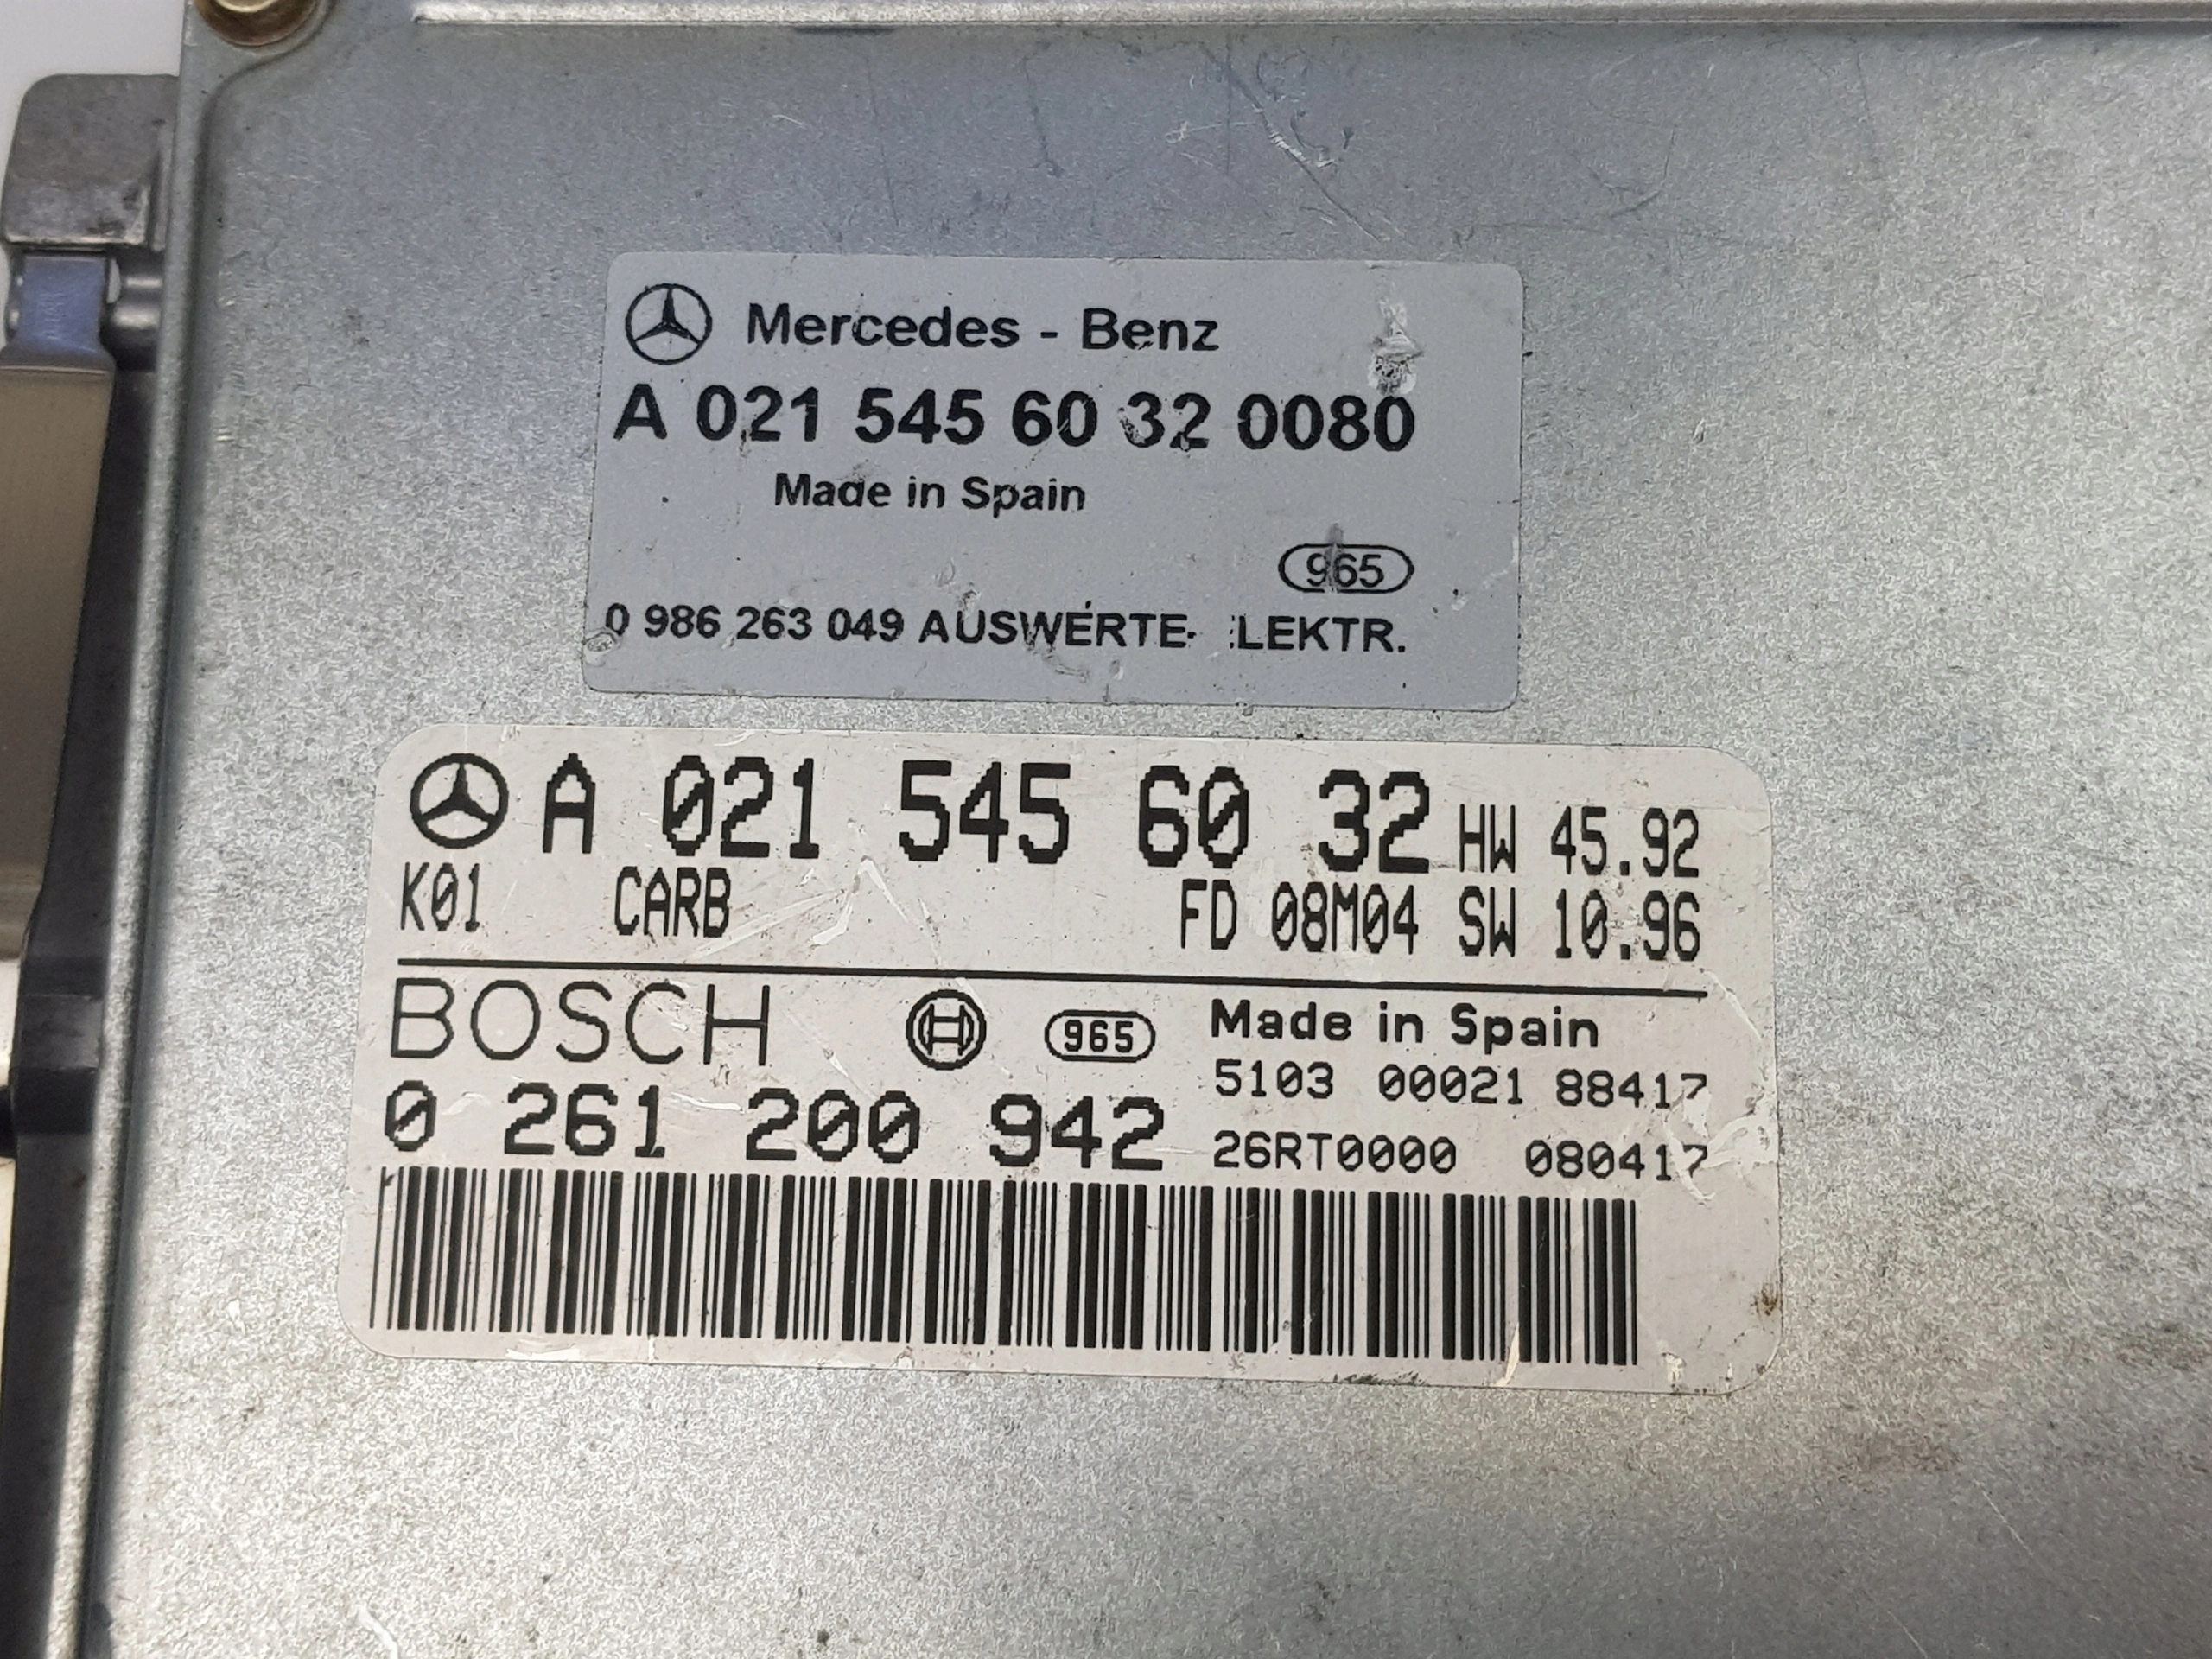 Mercedes - Benz
A 021 545 60 32 0080
Made in Spain
965
0 986 263 049 AUSWERTE- LEKTR.
A 021 545 60 32 HW 45.92
K01 CARB FD 08M04 SW 10.96
BOSCH 965 Made in Spain
5103 00021 88417
0 261 200 942
26RT0000 080417